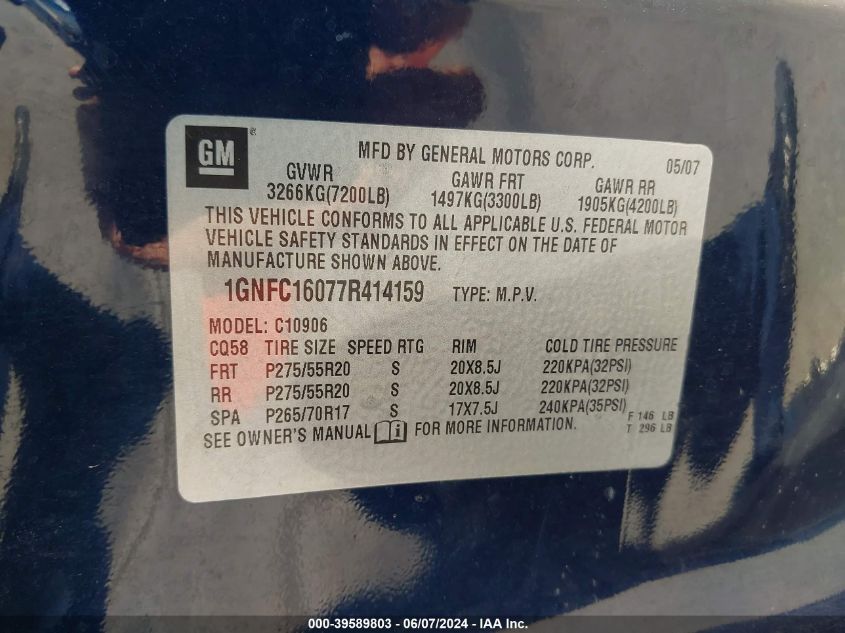 GM ®
MFD BY GENERAL MOTORS CORP. 05/07
GVWR GAWR FRT GAWR RR
3266KG(7200LB) 1497KG(3300LB) 1905KG(4200LB)
THIS VEHICLE CONFORMS TO ALL APPLICABLE U.S. FEDERAL MOTOR
VEHICLE SAFETY STANDARDS IN EFFECT ON THE DATE OF
MANUFACTURE SHOWN ABOVE.
1GNFC16077R414159 TYPE: M.P.V.
MODEL: C10906
CQ58 TIRE SIZE SPEED RTG RIM COLD TIRE PRESSURE
FRT P275/55R20 S 20X8.5J 220KPA(32PSI)
RR P275/55R20 S 20X8.5J 220KPA(32PSI)
SPA P265/70R17 S 17X7.5J 240KPA(35PSI) F 146 LB
SEE OWNER'S MANUAL i FOR MORE INFORMATION. T 296 LB
000-39589803 - 06/07/2024 - IAA Inc.